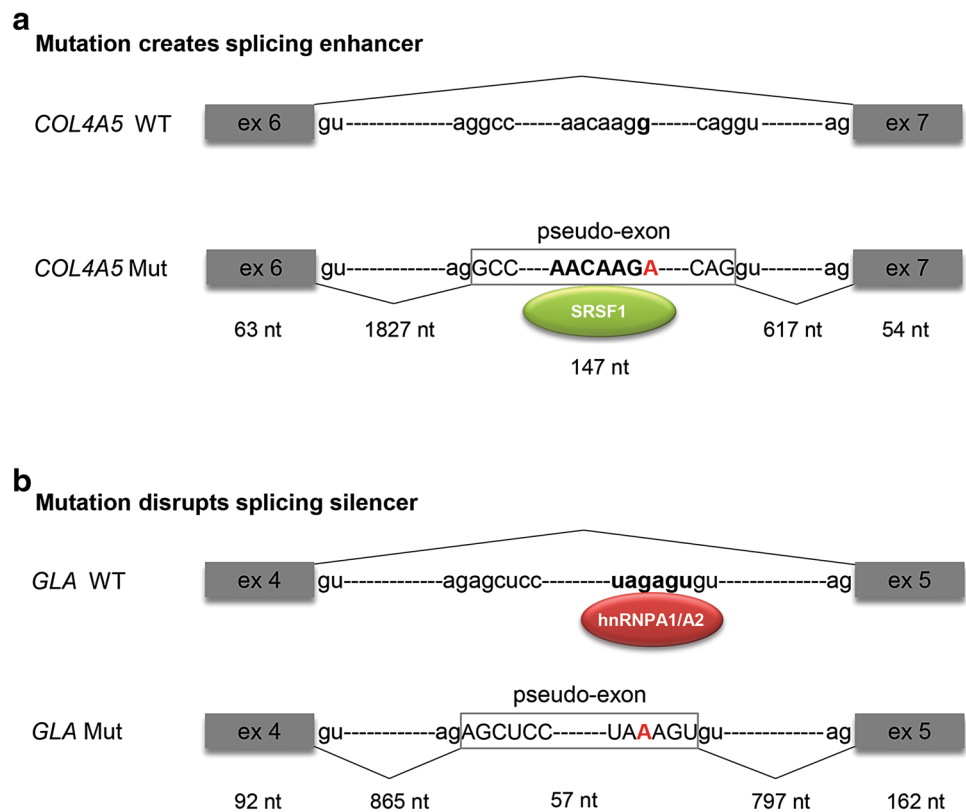 a
Mutation creates splicing enhancer
COL4A5 WT ex 6 gu-------------aggcc------aacaagg------caggu-------ag ex 7
pseudo-exon
COL4A5 Mut ex 6 gu---------------agGCC----AACAAGA----CAGgu----------ag ex 7
SRSF1
63 nt 1827 nt 617 nt 54 nt
147 nt
b
Mutation disrupts splicing silencer
GLA WT ex 4 gu------------agagcucc---------uagagugu--------------ag ex 5
hnRNPA1/A2
pseudo-exon
GLA Mut ex 4 gu--------------agAGCUCC-------UAAAGUgu--------------ag ex 5
92 nt 865 nt 57 nt 797 nt 162 nt